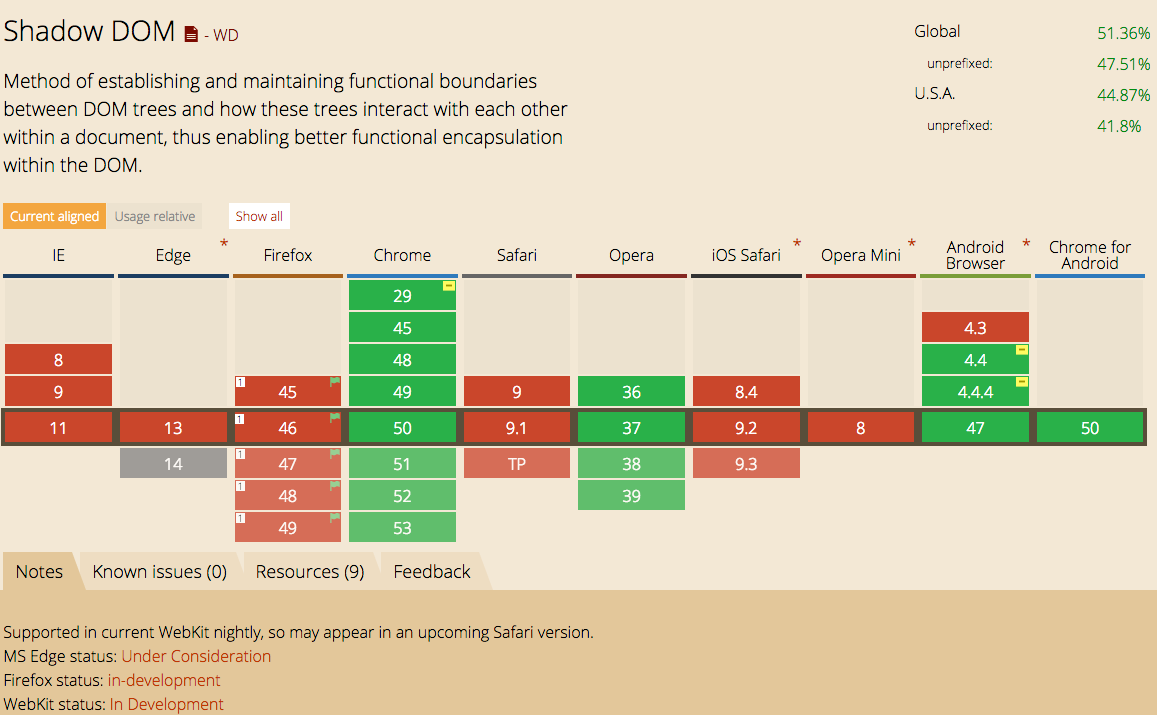 Shadow DOM - WD
Global 51.36%
unprefixed: 47.51%
U.S.A. 44.87%
unprefixed: 41.8%
Method of establishing and maintaining functional boundaries
between DOM trees and how these trees interact with each other
within a document, thus enabling better functional encapsulation
within the DOM.
Current aligned Usage relative Show all
IE Edge * Firefox Chrome Safari Opera iOS Safari * Opera Mini * Android Browser * Chrome for Android
29
45 4.3
8 48 4.4
9 1 45 49 9 36 8.4 4.4.4
11 13 1 46 50 9.1 37 9.2 8 47 50
14 1 47 51 TP 38 9.3
1 48 52 39
1 49 53
Notes Known issues (0) Resources (9) Feedback
Supported in current WebKit nightly, so may appear in an upcoming Safari version.
MS Edge status: Under Consideration
Firefox status: in-development
WebKit status: In Development